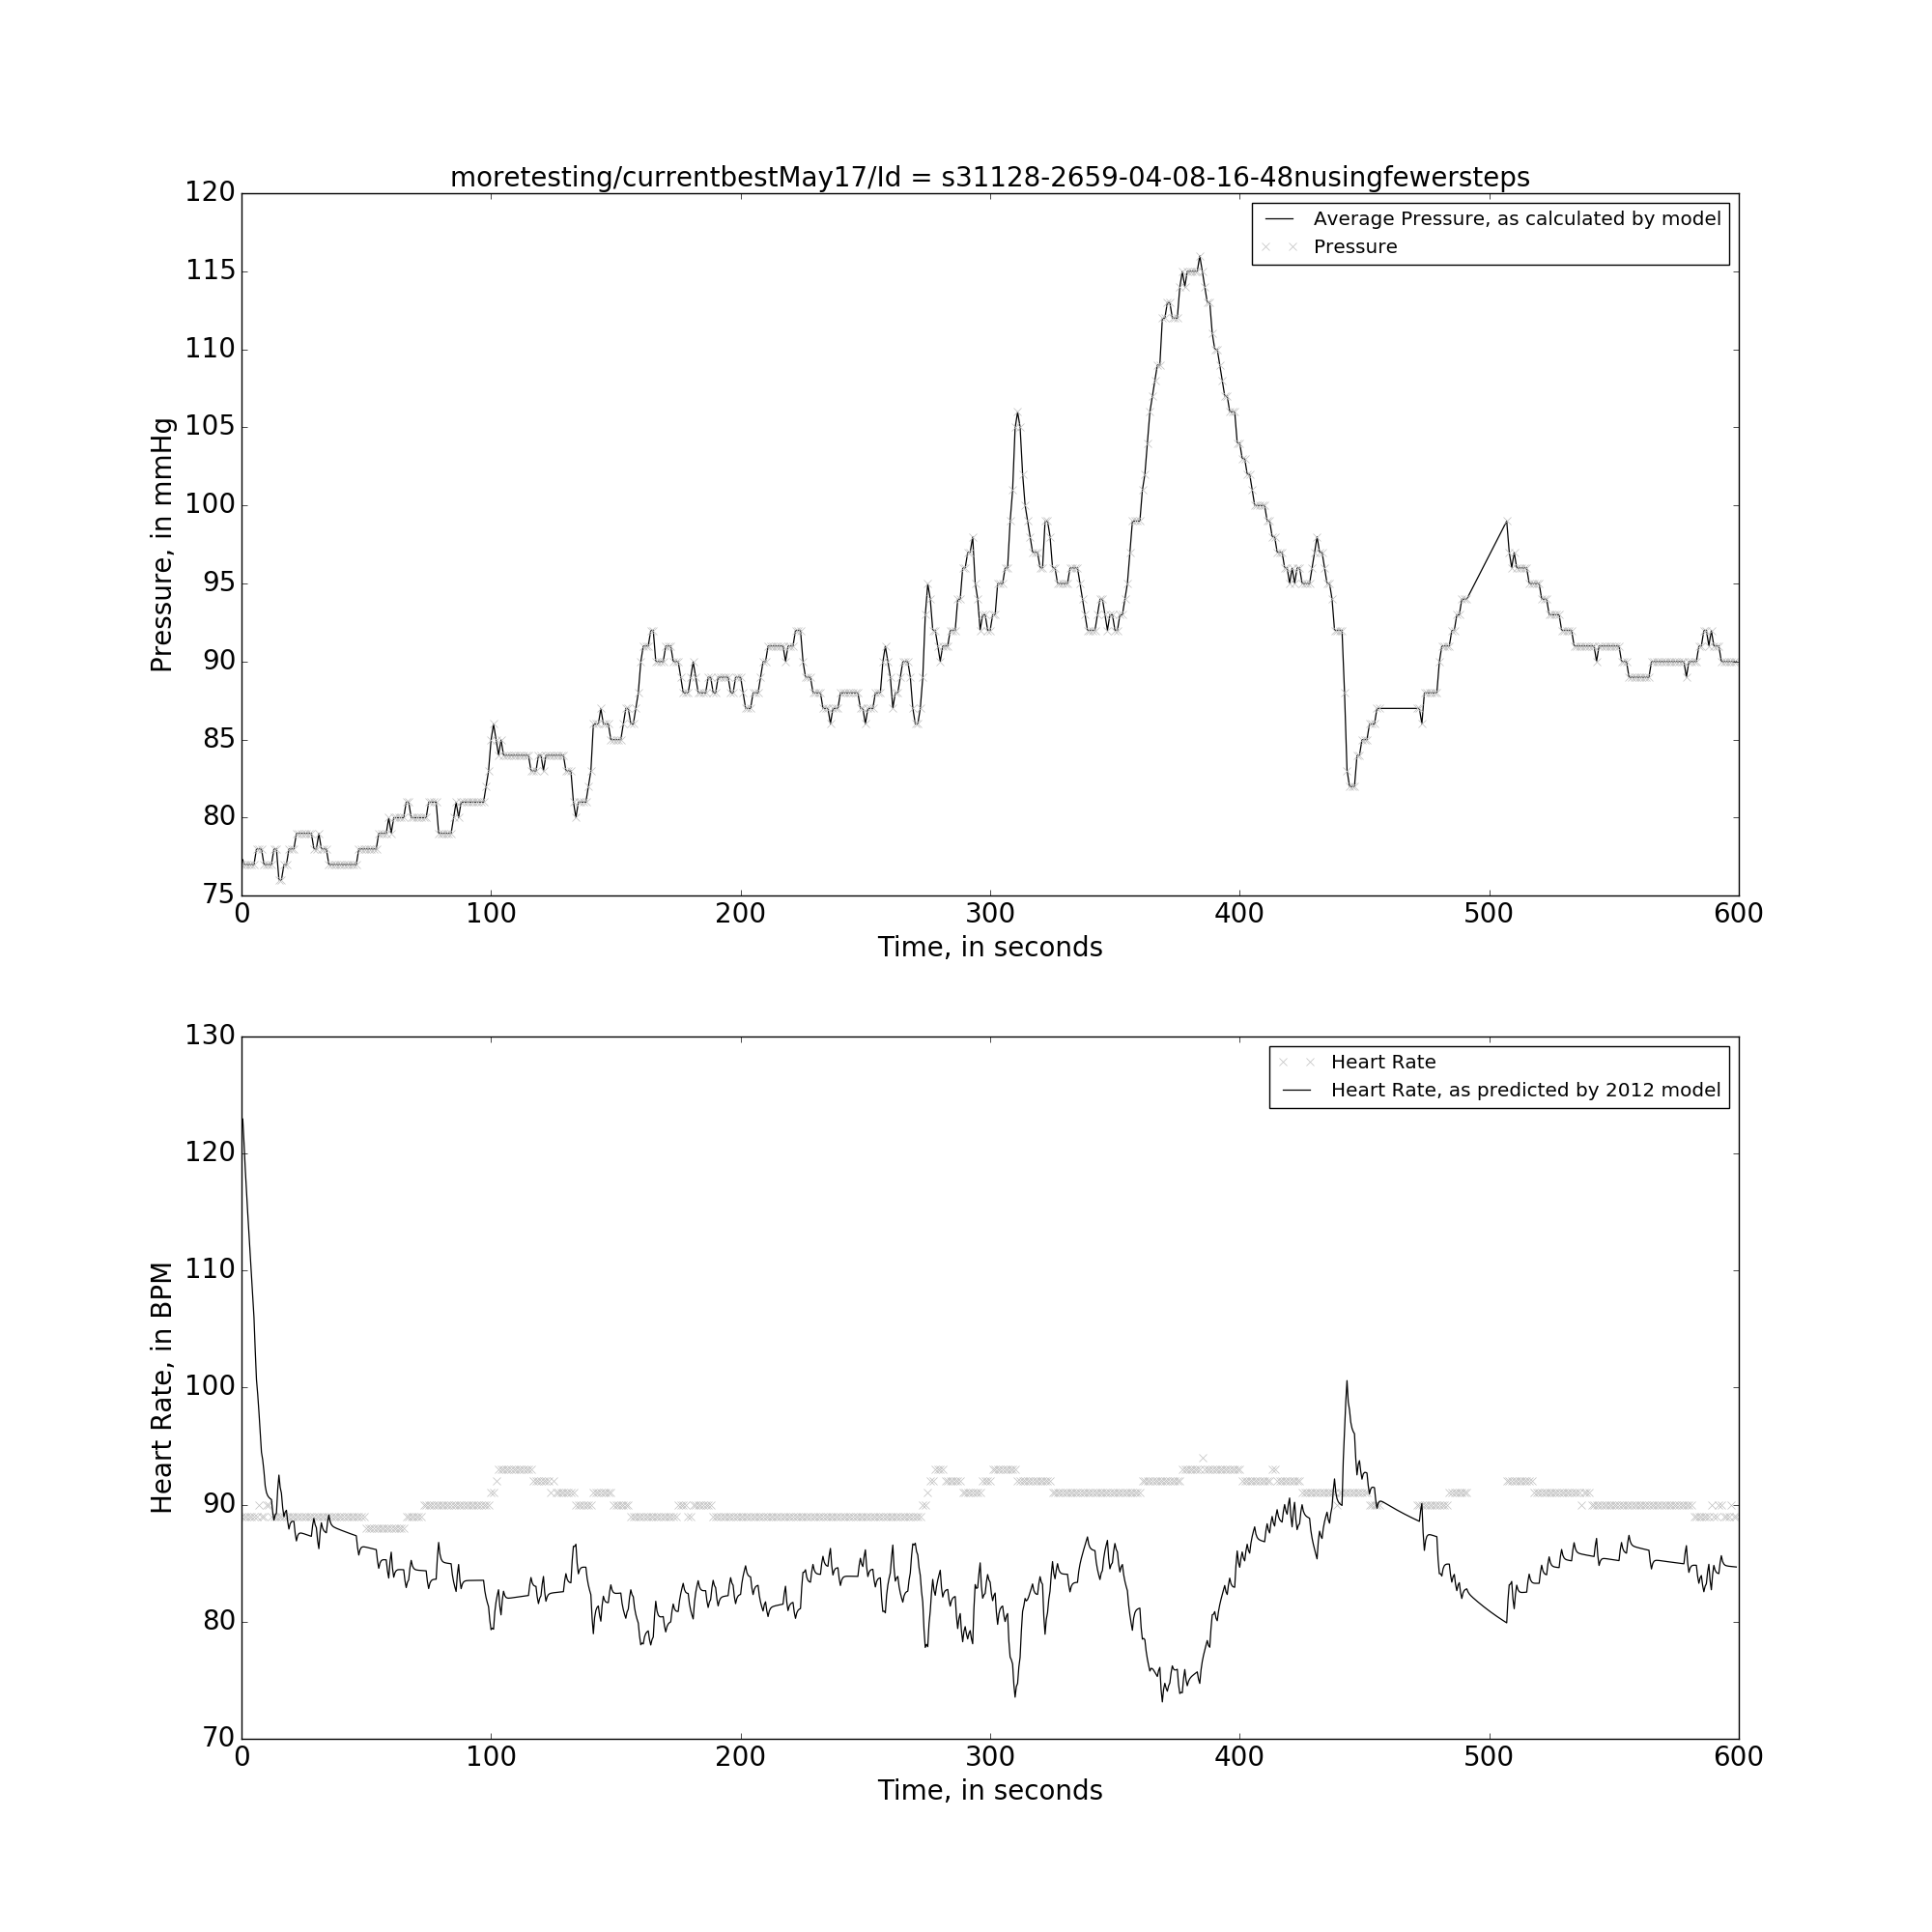 moretesting/currentbestMay17/Id = s31128-2659-04-08-16-48nusingfewersteps
120
115
110
105
100
95
90
85
80
75
Pressure, in mmHg
Average Pressure, as calculated by model
Pressure
0 100 200 300 400 500 600
Time, in seconds
130
120
110
100
90
80
70
Heart Rate, in BPM
Heart Rate
Heart Rate, as predicted by 2012 model
0 100 200 300 400 500 600
Time, in seconds